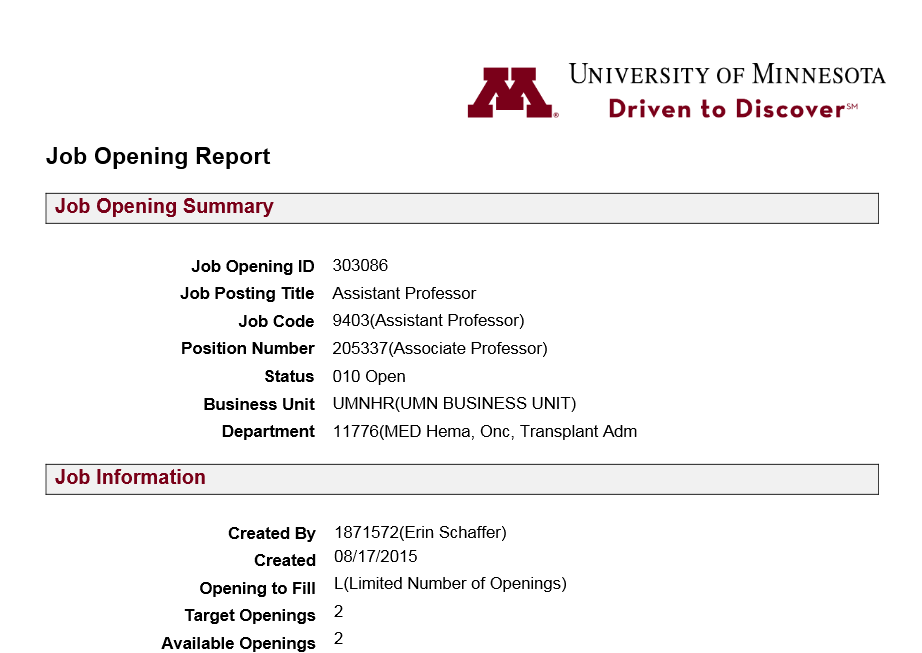 UNIVERSITY OF MINNESOTA
Driven to Discover℠
Job Opening Report
Job Opening Summary
Job Opening ID 303086
Job Posting Title Assistant Professor
Job Code 9403(Assistant Professor)
Position Number 205337(Associate Professor)
Status 010 Open
Business Unit UMNHR(UMN BUSINESS UNIT)
Department 11776(MED Hema, Onc, Transplant Adm
Job Information
Created By 1871572(Erin Schaffer)
Created 08/17/2015
Opening to Fill L(Limited Number of Openings)
Target Openings 2
Available Openings 2